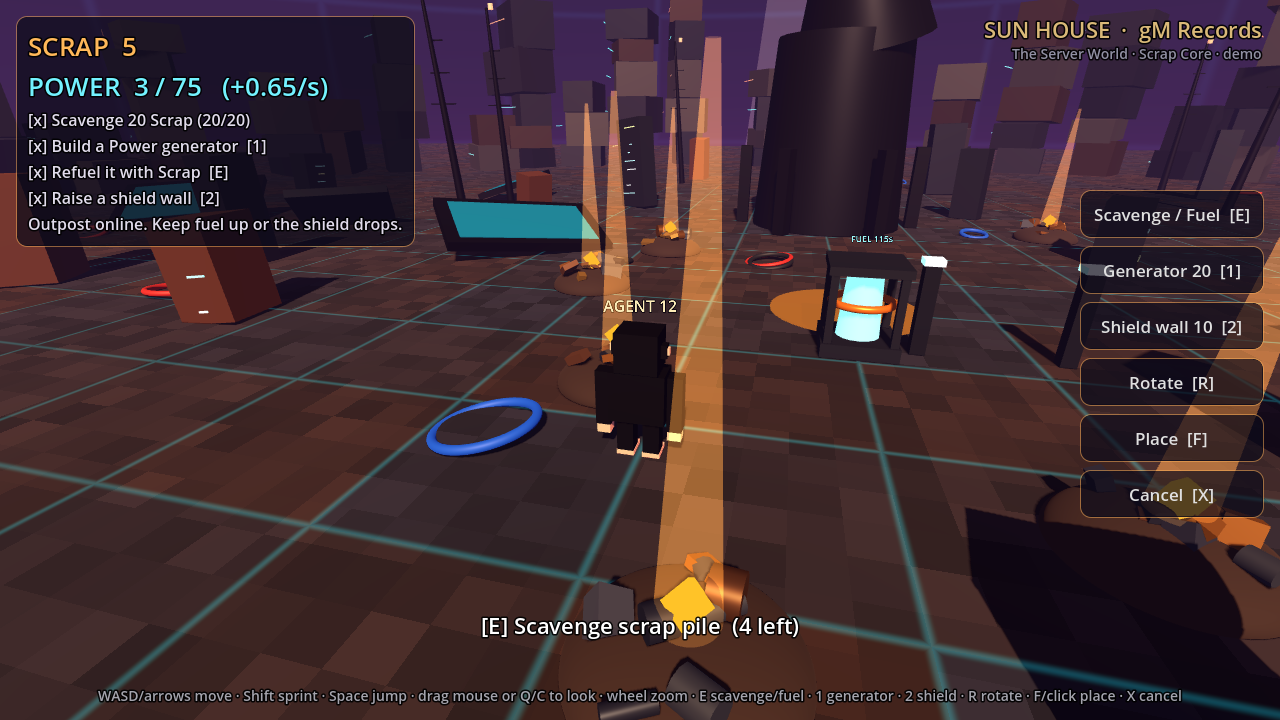 SCRAP 5
POWER 3 / 75 (+0.65/s)
[x] Scavenge 20 Scrap (20/20)
[x] Build a Power generator [1]
[x] Refuel it with Scrap [E]
[x] Raise a shield wall [2]
Outpost online. Keep fuel up or the shield drops.
SUN HOUSE · gM Records
The Server World · Scrap Core · demo
Scavenge / Fuel [E]
Generator 20 [1]
Shield wall 10 [2]
Rotate [R]
Place [F]
Cancel [X]
FUEL 115s
AGENT 12
[E] Scavenge scrap pile (4 left)
WASD/arrows move · Shift sprint · Space jump · drag mouse or Q/C to look · wheel zoom · E scavenge/fuel · 1 generator · 2 shield · R rotate · F/click place · X cancel